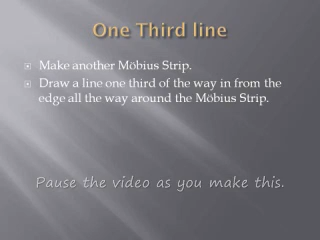 One Third line
Make another Möbius Strip.
Draw a line one third of the way in from the
edge all the way around the Möbius Strip.
Pause the video as you make this.